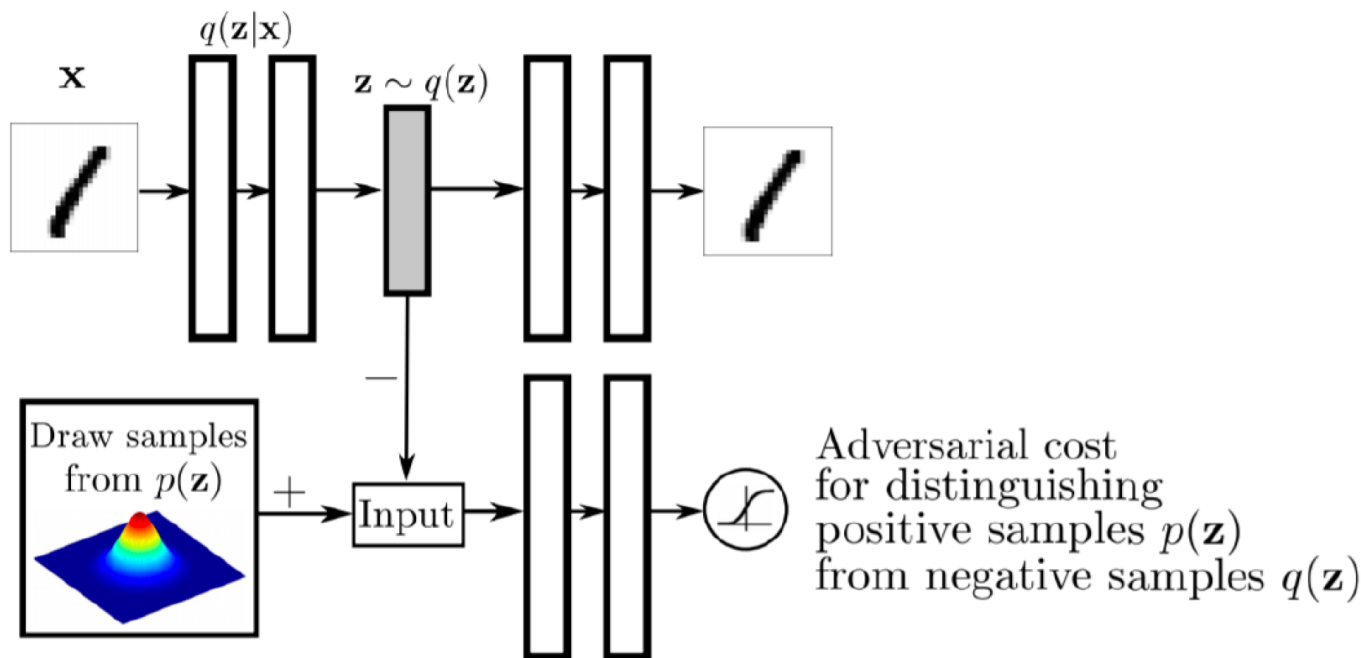 q(z|x)
x
z ∼ q(z)
−
Draw samples
from p(z)
+
Input
Adversarial cost
for distinguishing
positive samples p(z)
from negative samples q(z)